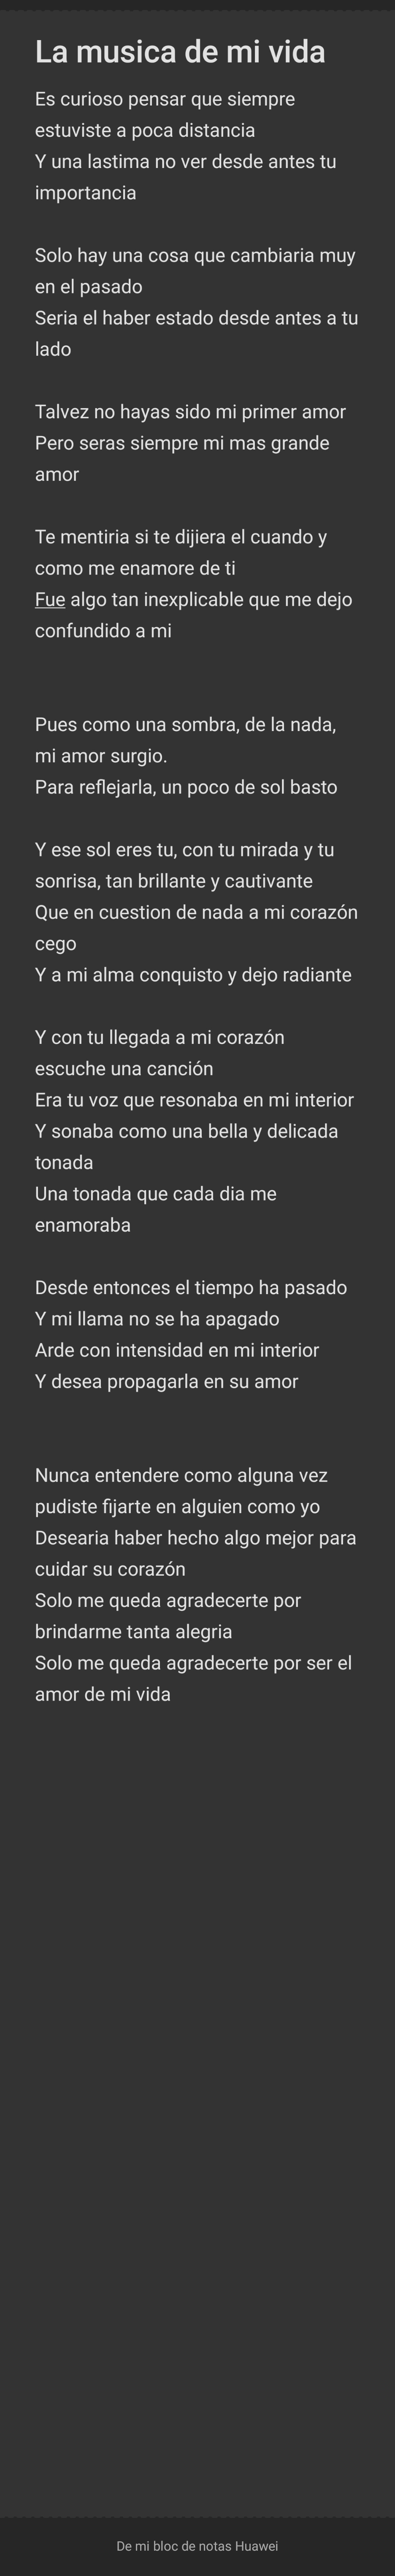 La musica de mi vida
Es curioso pensar que siempre
estuviste a poca distancia
Y una lastima no ver desde antes tu
importancia
Solo hay una cosa que cambiaria muy
en el pasado
Seria el haber estado desde antes a tu
lado
Talvez no hayas sido mi primer amor
Pero seras siempre mi mas grande
amor
Te mentiria si te dijiera el cuando y
como me enamore de ti
Fue algo tan inexplicable que me dejo
confundido a mi
Pues como una sombra, de la nada,
mi amor surgio.
Para reflejarla, un poco de sol basto
Y ese sol eres tu, con tu mirada y tu
sonrisa, tan brillante y cautivante
Que en cuestion de nada a mi corazón
cego
Y a mi alma conquisto y dejo radiante
Y con tu llegada a mi corazón
escuche una canción
Era tu voz que resonaba en mi interior
Y sonaba como una bella y delicada
tonada
Una tonada que cada dia me
enamoraba
Desde entonces el tiempo ha pasado
Y mi llama no se ha apagado
Arde con intensidad en mi interior
Y desea propagarla en su amor
Nunca entendere como alguna vez
pudiste fijarte en alguien como yo
Desearia haber hecho algo mejor para
cuidar su corazón
Solo me queda agradecerte por
brindarme tanta alegria
Solo me queda agradecerte por ser el
amor de mi vida
De mi bloc de notas Huawei